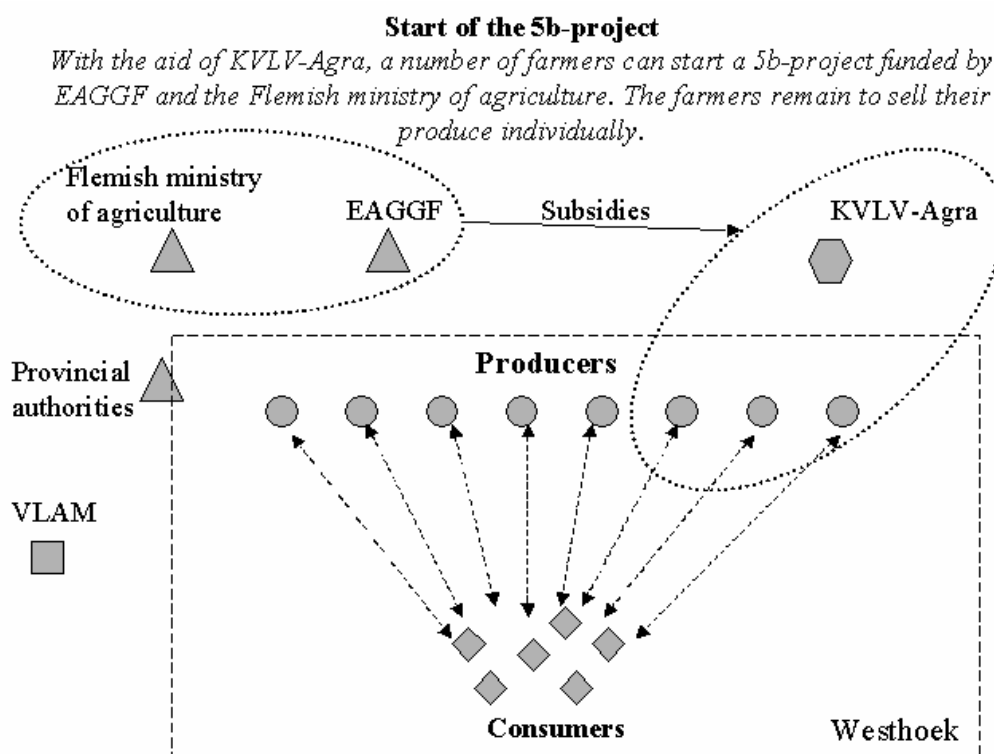 Start of the 5b-project
With the aid of KVLV-Agra, a number of farmers can start a 5b-project funded by
EAGGF and the Flemish ministry of agriculture. The farmers remain to sell their
produce individually.
Flemish ministry
of agriculture
EAGGF
Subsidies
KVLV-Agra
Provincial
authorities
Producers
VLAM
Consumers
Westhoek